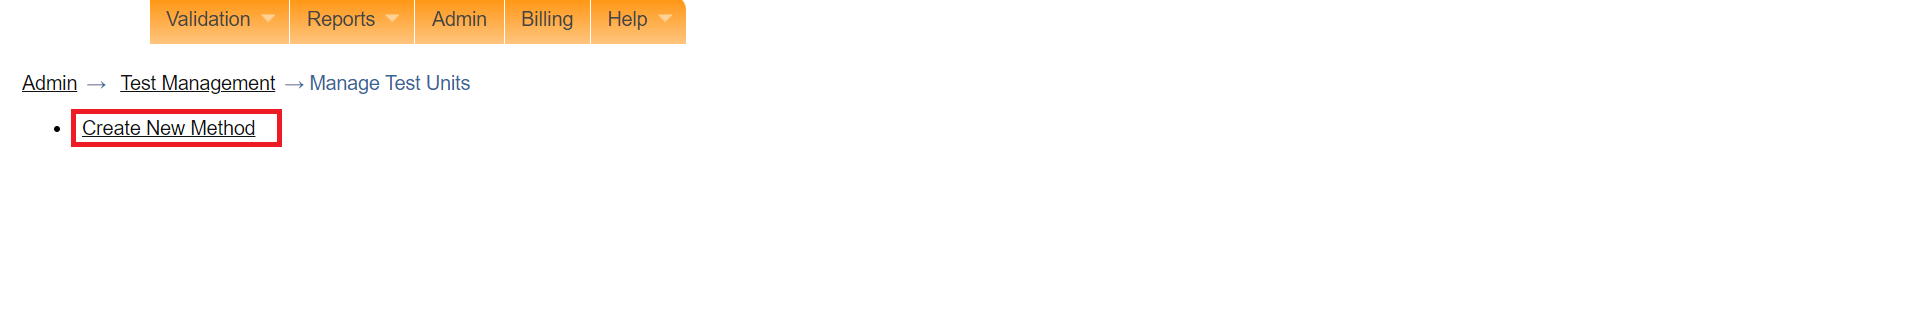 Validation Reports Admin Billing Help
Admin → Test Management → Manage Test Units
• Create New Method